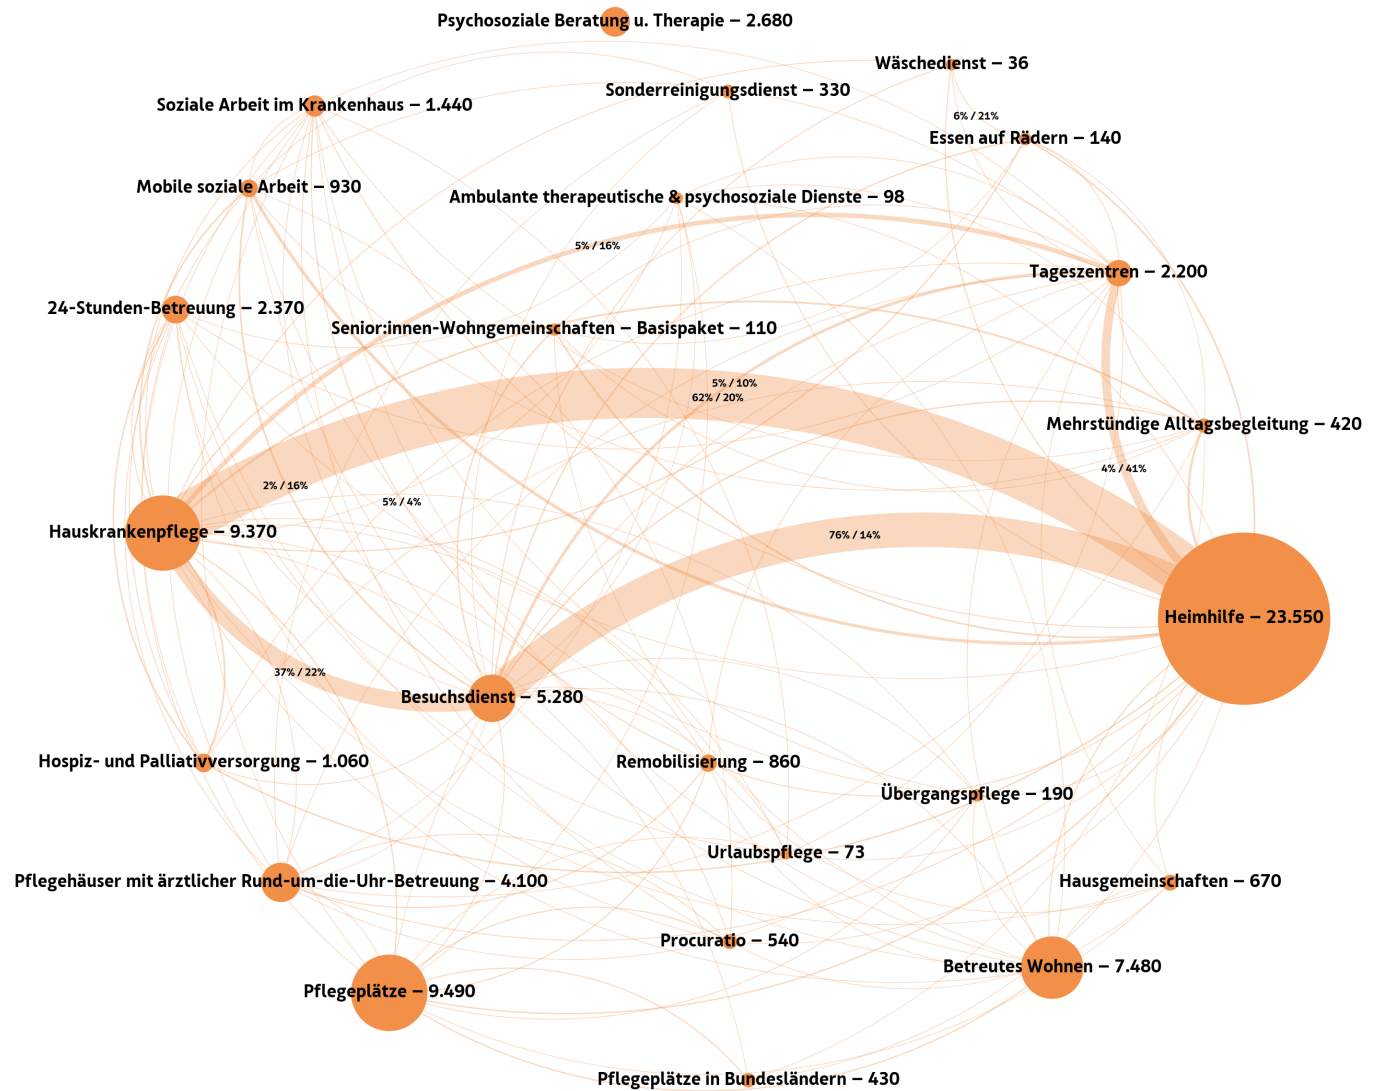 Psychosoziale Beratung u. Therapie – 2.680
Wäschedienst – 36
Sonderreinigungsdienst – 330
Soziale Arbeit im Krankenhaus – 1.440
6% / 21%
Essen auf Rädern – 140
Mobile soziale Arbeit – 930
Ambulante therapeutische & psychosoziale Dienste – 98
5% / 16%
Tageszentren – 2.200
24-Stunden-Betreuung – 2.370
Senior:innen-Wohngemeinschaften – Basispaket – 110
5% / 10%
62% / 20%
Mehrstündige Alltagsbegleitung – 420
4% / 41%
2% / 16%
5% / 4%
Hauskrankenpflege – 9.370
76% / 14%
Heimhilfe – 23.550
37% / 22%
Besuchsdienst – 5.280
Hospiz- und Palliativversorgung – 1.060
Remobilisierung – 860
Übergangspflege – 190
Urlaubspflege – 73
Pflegehäuser mit ärztlicher Rund-um-die-Uhr-Betreuung – 4.100
Hausgemeinschaften – 670
Procuratio – 540
Betreutes Wohnen – 7.480
Pflegeplätze – 9.490
Pflegeplätze in Bundesländern – 430